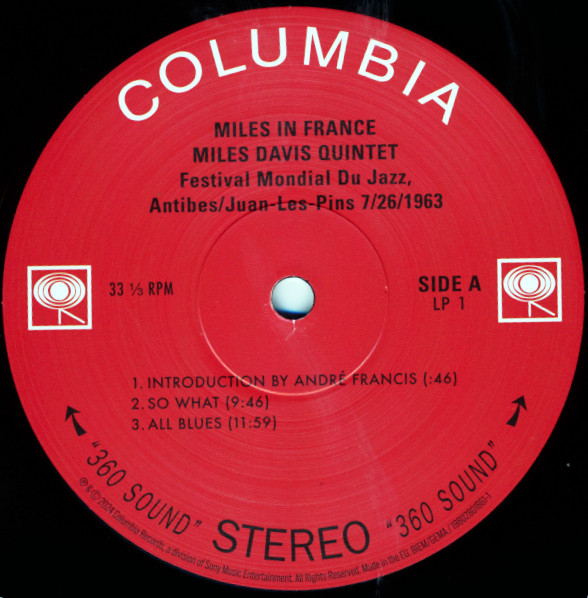 COLUMBIA
MILES IN FRANCE
MILES DAVIS QUINTET
Festival Mondial Du Jazz,
Antibes/Juan-Les-Pins 7/26/1963
33 ⅓ RPM
SIDE A
LP 1
1. INTRODUCTION BY ANDRÉ FRANCIS (:46)
2. SO WHAT (9:46)
3. ALL BLUES (11:59)
"360 SOUND" STEREO "360 SOUND"
℗ & © 2024 Columbia Records, a division of Sony Music Entertainment. All Rights Reserved. Made in the EU. BIEM/GEMA /